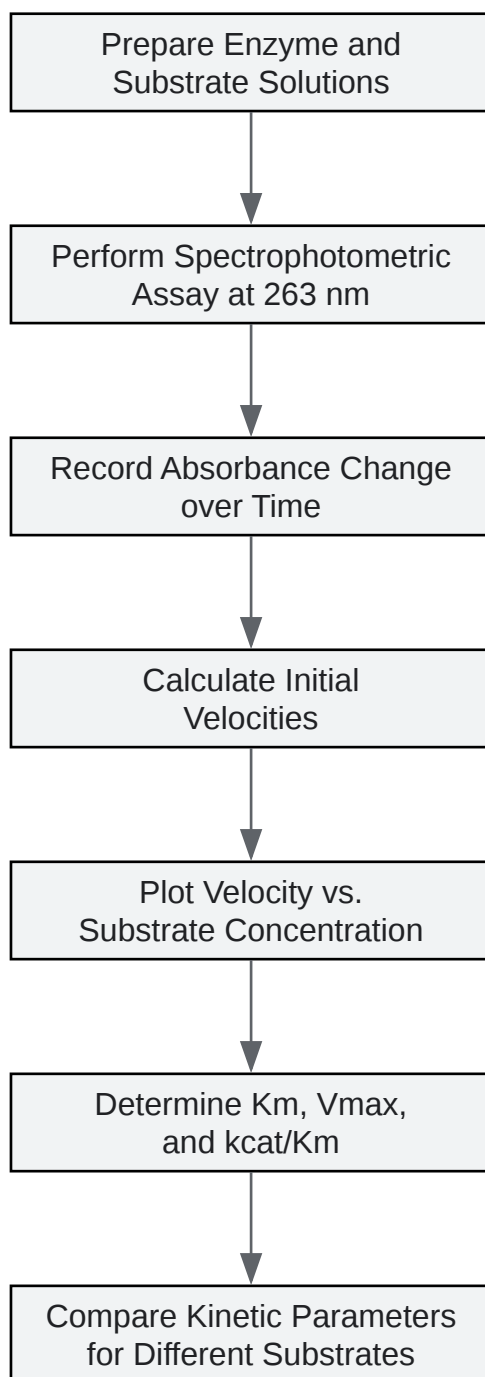 Prepare Enzyme and
Substrate Solutions
Perform Spectrophotometric
Assay at 263 nm
Record Absorbance Change
over Time
Calculate Initial
Velocities
Plot Velocity vs.
Substrate Concentration
Determine Km, Vmax,
and kcat/Km
Compare Kinetic Parameters
for Different Substrates